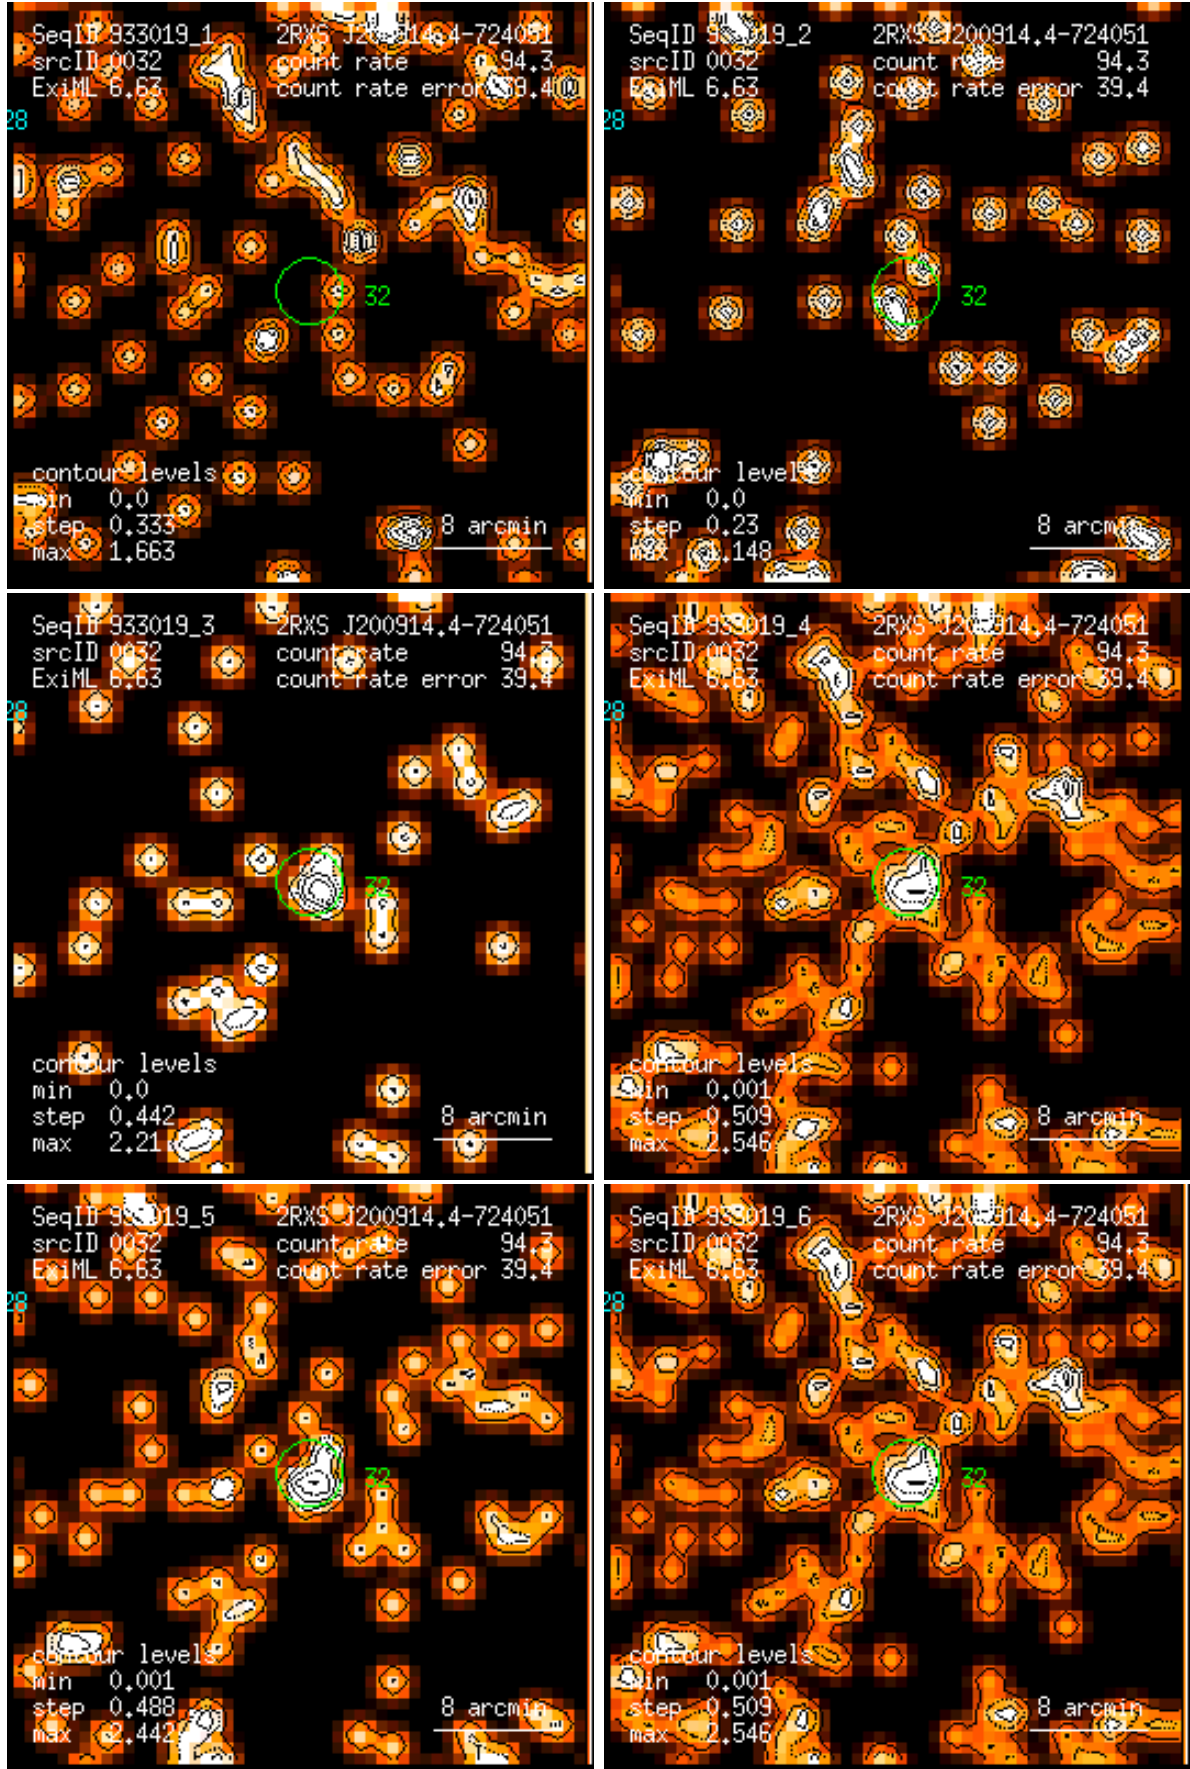 SeqID 933019_1 2RXS J200914.4-724051
srcID 0032 count rate 94.3
ExiML 6.63 count rate error 39.4
28
32
contour levels
min 0.0
step 0.333 8 arcmin
max 1.663
SeqID 933019_2 2RXS J200914.4-724051
srcID 0032 count rate 94.3
ExiML 6.63 count rate error 39.4
28
32
contour levels
min 0.0
step 0.23 8 arcmin
max 1.148
SeqID 933019_3 2RXS J200914.4-724051
srcID 0032 count rate 94.3
ExiML 6.63 count rate error 39.4
28
32
contour levels
min 0.0
step 0.442 8 arcmin
max 2.21
SeqID 933019_4 2RXS J200914.4-724051
srcID 0032 count rate 94.3
ExiML 6.63 count rate error 39.4
28
32
contour levels
min 0.001
step 0.509 8 arcmin
max 2.546
SeqID 933019_5 2RXS J200914.4-724051
srcID 0032 count rate 94.3
ExiML 6.63 count rate error 39.4
28
32
contour levels
min 0.001
step 0.488 8 arcmin
max 2.442
SeqID 933019_6 2RXS J200914.4-724051
srcID 0032 count rate 94.3
ExiML 6.63 count rate error 39.4
28
32
contour levels
min 0.001
step 0.509 8 arcmin
max 2.546